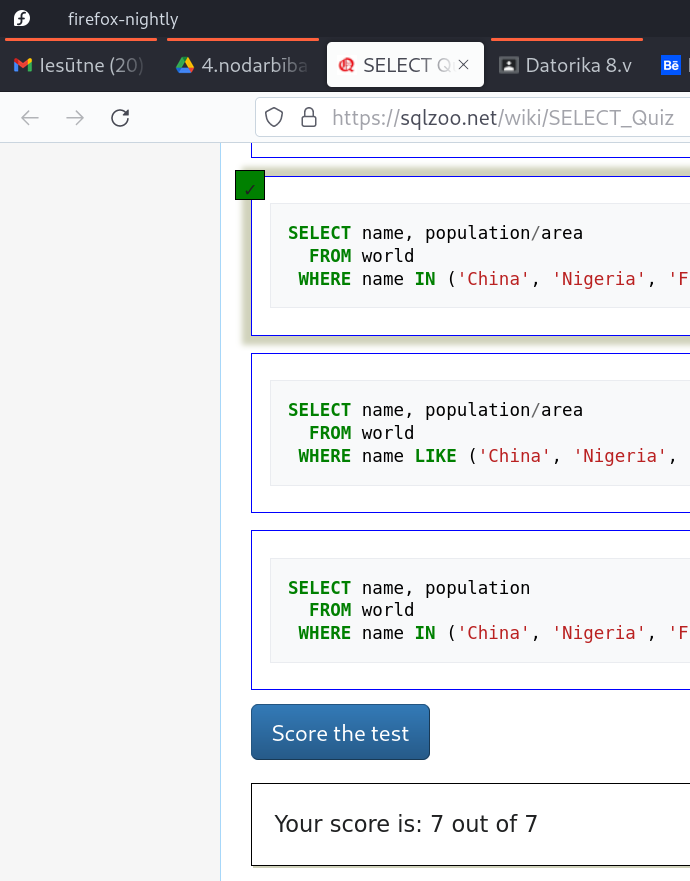 firefox-nightly
Iesūtne (20)
4.nodarbība
SELECT Q
Datorika 8.v
Bē
https://sqlzoo.net/wiki/SELECT_Quiz
SELECT name, population/area
FROM world
WHERE name IN ('China', 'Nigeria', 'F
SELECT name, population/area
FROM world
WHERE name LIKE ('China', 'Nigeria',
SELECT name, population
FROM world
WHERE name IN ('China', 'Nigeria', 'F
Score the test
Your score is: 7 out of 7